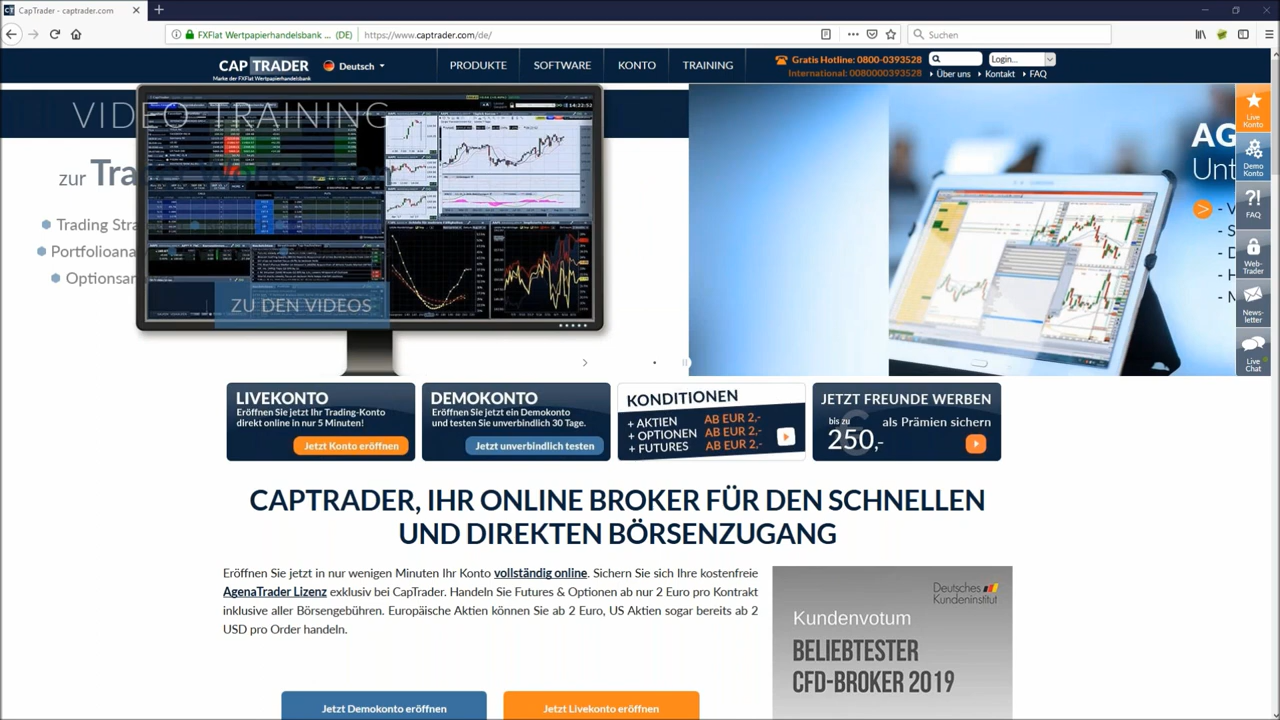 CapTrader - captrader.com
FXFlat Wertpapierhandelsbank ... (DE)
https://www.captrader.com/de/
Suchen
CAP TRADER
Marke der FXFlat Wertpapierhandelsbank
Deutsch
PRODUKTE
SOFTWARE
KONTO
TRAINING
Gratis Hotline: 0800-0393528
International: 0080000393528
Login...
Über uns
Kontakt
FAQ
VIDEO TRAINING
zur Tra
Trading Stra
Portfolioana
Optionsan
ZU DEN VIDEOS
14:22:52
AG
Unt
Live
Konto
Demo
Konto
?!
FAQ
Web-
Trader
News-
letter
Live
Chat
LIVEKONTO
Eröffnen Sie jetzt Ihr Trading-Konto
direkt online in nur 5 Minuten!
Jetzt Konto eröffnen
DEMOKONTO
Eröffnen Sie jetzt ein Demokonto
und testen Sie unverbindlich 30 Tage.
Jetzt unverbindlich testen
KONDITIONEN
+ AKTIEN AB EUR 2,-
+ OPTIONEN AB EUR 2,-
+ FUTURES AB EUR 2,-
JETZT FREUNDE WERBEN
bis zu
250,-
als Prämien sichern
CAPTRADER, IHR ONLINE BROKER FÜR DEN SCHNELLEN
UND DIREKTEN BÖRSENZUGANG
Eröffnen Sie jetzt in nur wenigen Minuten Ihr Konto vollständig online. Sichern Sie sich Ihre kostenfreie
AgenaTrader Lizenz exklusiv bei CapTrader. Handeln Sie Futures & Optionen ab nur 2 Euro pro Kontrakt
inklusive aller Börsengebühren. Europäische Aktien können Sie ab 2 Euro, US Aktien sogar bereits ab 2
USD pro Order handeln.
Deutsches
Kundeninstitut
Kundenvotum
BELIEBTESTER
CFD-BROKER 2019
Jetzt Demokonto eröffnen
Jetzt Livekonto eröffnen